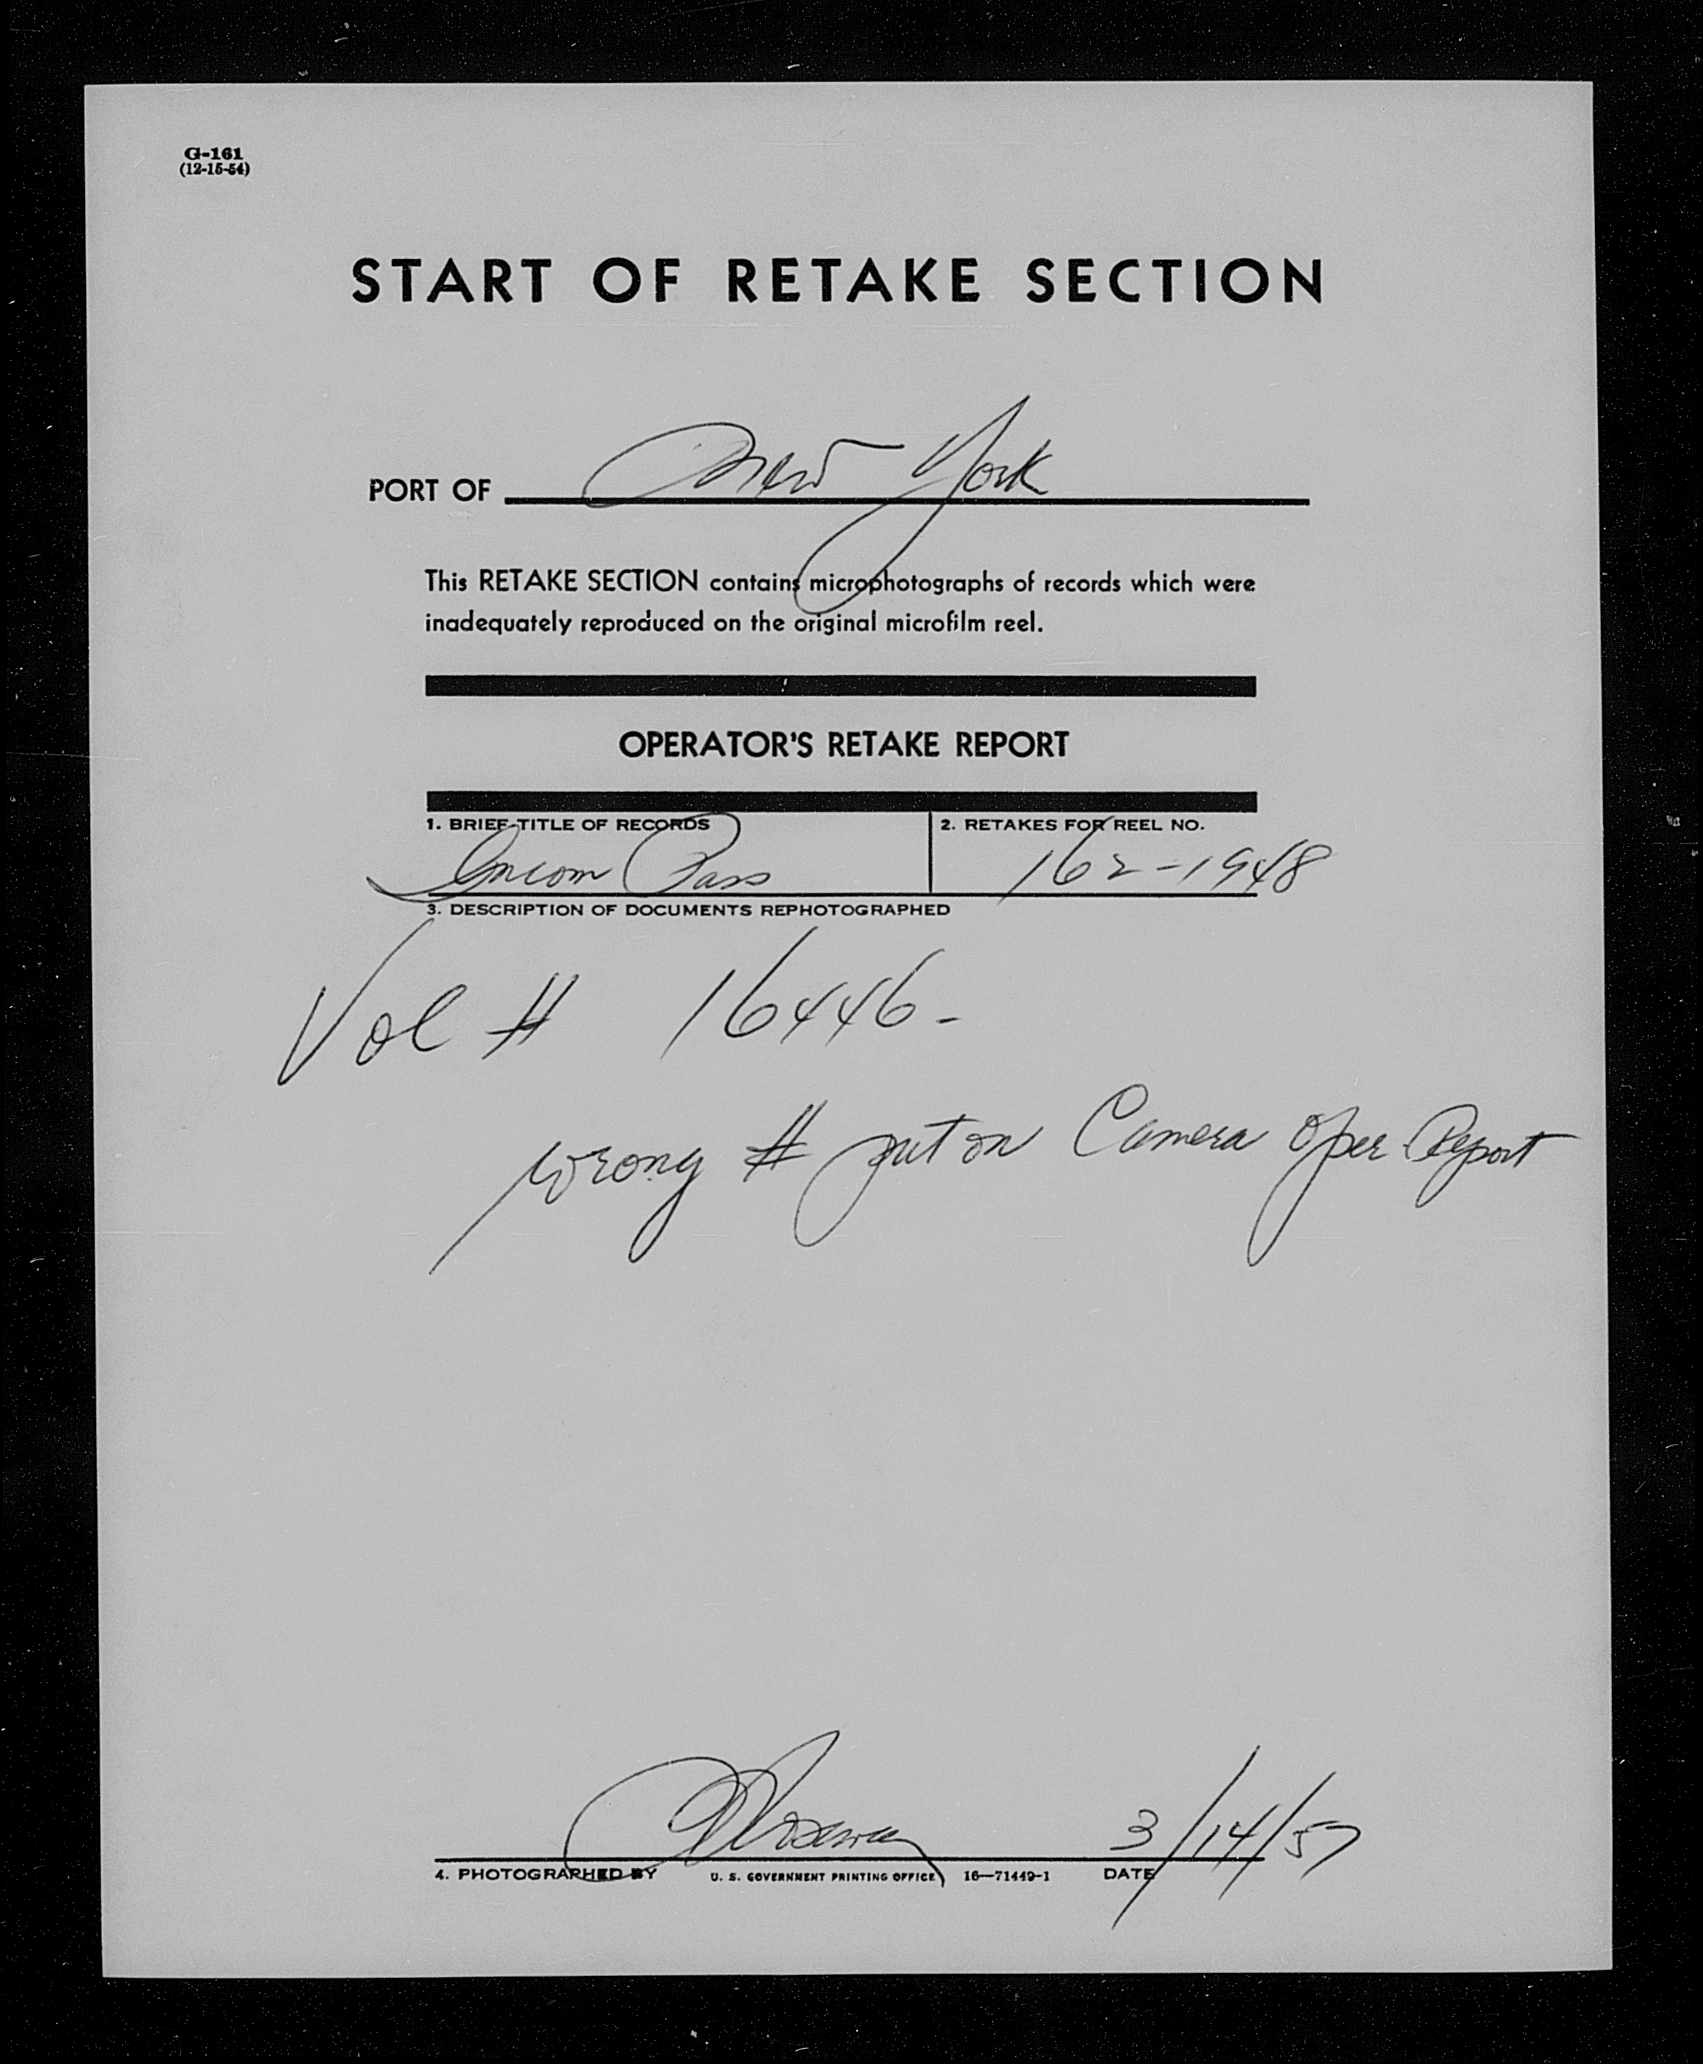 G-161
(12-15-54)
START OF RETAKE SECTION
PORT OF New York
This RETAKE SECTION contains microphotographs of records which were
inadequately reproduced on the original microfilm reel.
OPERATOR'S RETAKE REPORT
1. BRIEF TITLE OF RECORDS 2. RETAKES FOR REEL NO.
Incom Pass 162-1948
3. DESCRIPTION OF DOCUMENTS REPHOTOGRAPHED
Vol # 16446-
wrong # put on Camera Oper Report
3/14/57
4. PHOTOGRAPHED BY U. S. GOVERNMENT PRINTING OFFICE 16—71449-1 DATE